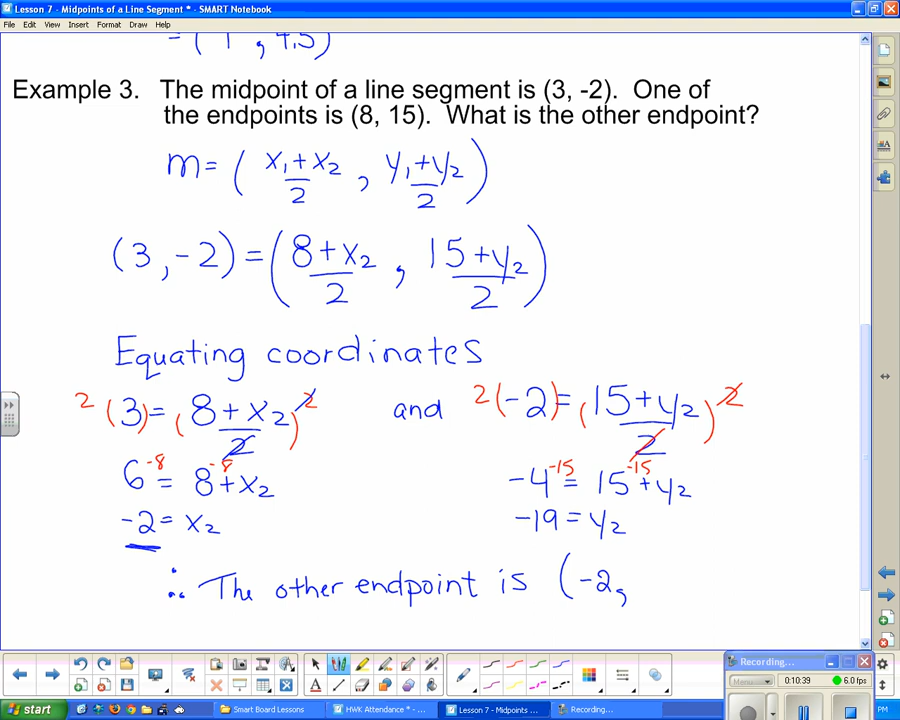 Lesson 7 - Midpoints of a Line Segment * - SMART Notebook
File Edit View Insert Format Draw Help
= (1 , 4.5)
Example 3. The midpoint of a line segment is (3, -2). One of
the endpoints is (8, 15). What is the other endpoint?
m = ( x₁ + x₂ / 2 , y₁ + y₂ / 2 )
(3, -2) = ( 8 + x₂ / 2 , 15 + y₂ / 2 )
Equating coordinates
2 (3) = ( 8 + x₂ / 2 ) 2 and 2 (-2) = ( 15 + y₂ / 2 ) 2
6 -8 = 8 -8 + x₂ -4 -15 = 15 -15 + y₂
-2 = x₂ -19 = y₂
∴ The other endpoint is (-2,
Recording...
Menu
0:10:39 6.0 fps
start Smart Board Lessons HWK Attendance * - ... Lesson 7 - Midpoints ... Recording... PM